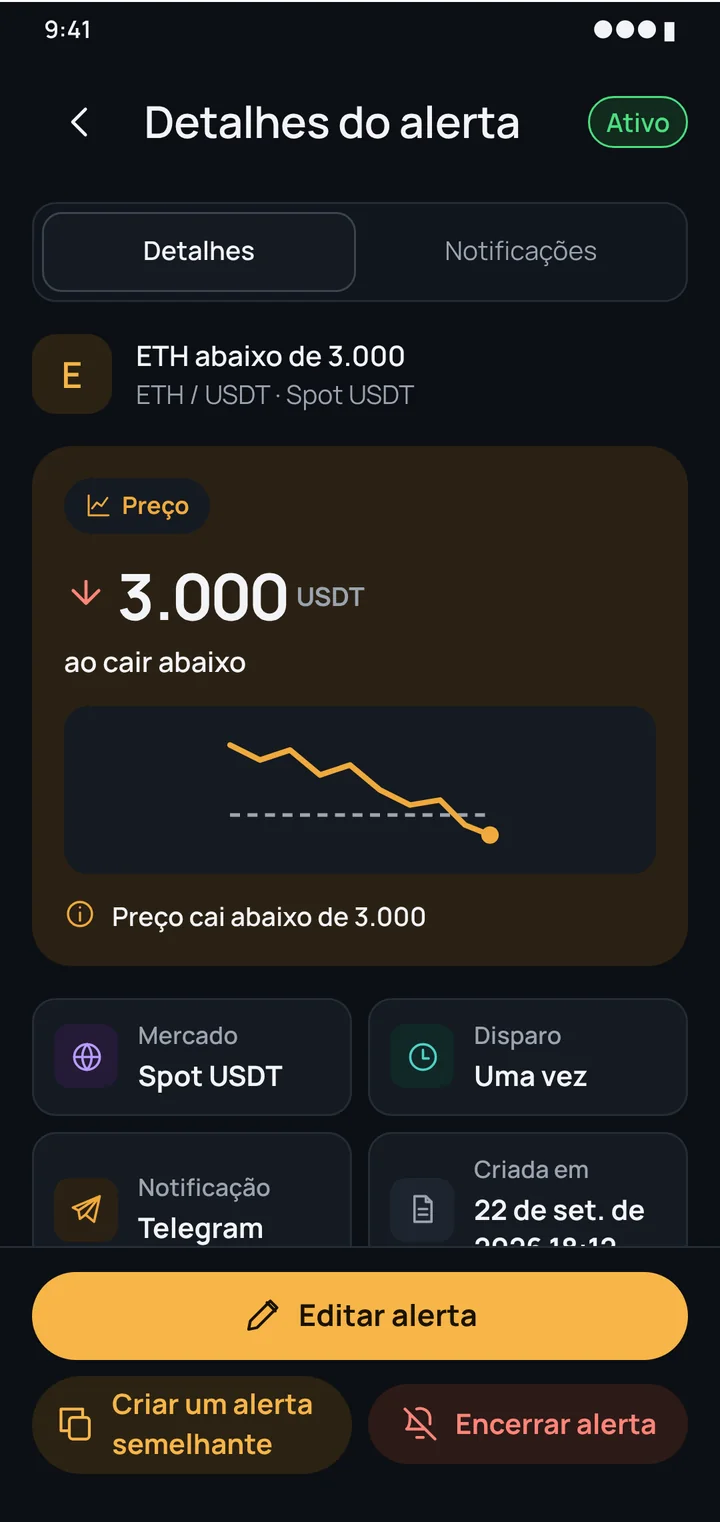 9:41
Detalhes do alerta
Ativo
Detalhes
Notificações
E
ETH abaixo de 3.000
ETH / USDT · Spot USDT
Preço
3.000 USDT
ao cair abaixo
Preço cai abaixo de 3.000
Mercado
Spot USDT
Disparo
Uma vez
Notificação
Telegram
Criada em
22 de set. de
Editar alerta
Criar um alerta
semelhante
Encerrar alerta